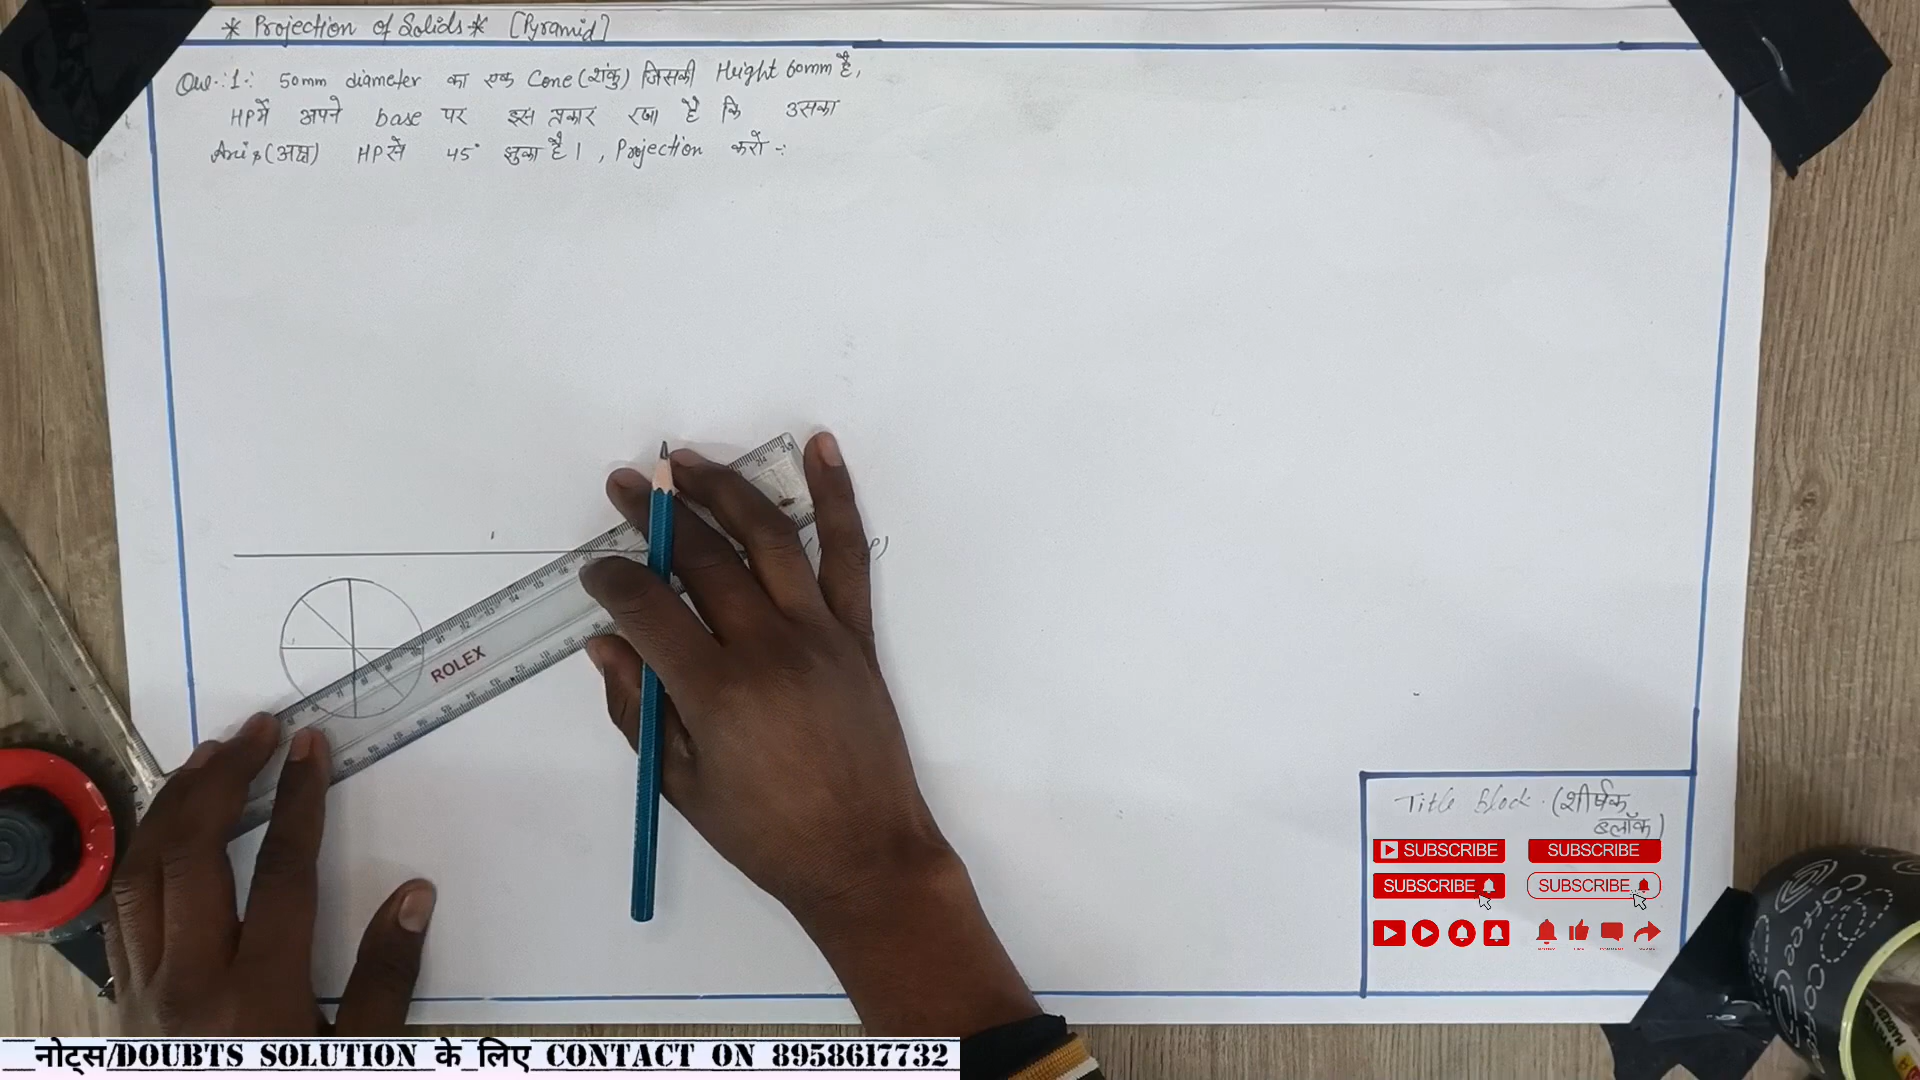 * Projection of Solids * [Pyramid]
Que.:1:- 50mm diameter का एक Cone (शंकु) जिसकी Height 60mm है,
HP में अपने base पर इस प्रकार रखा है कि उसका
Axis (अक्ष) HP से 45° झुका है। , Projection करो -:
ROLEX
Title Block. (शीर्षक
ब्लॉक)
SUBSCRIBE SUBSCRIBE
SUBSCRIBE SUBSCRIBE
नोट्स/DOUBTS SOLUTION के लिए CONTACT ON 8958617732